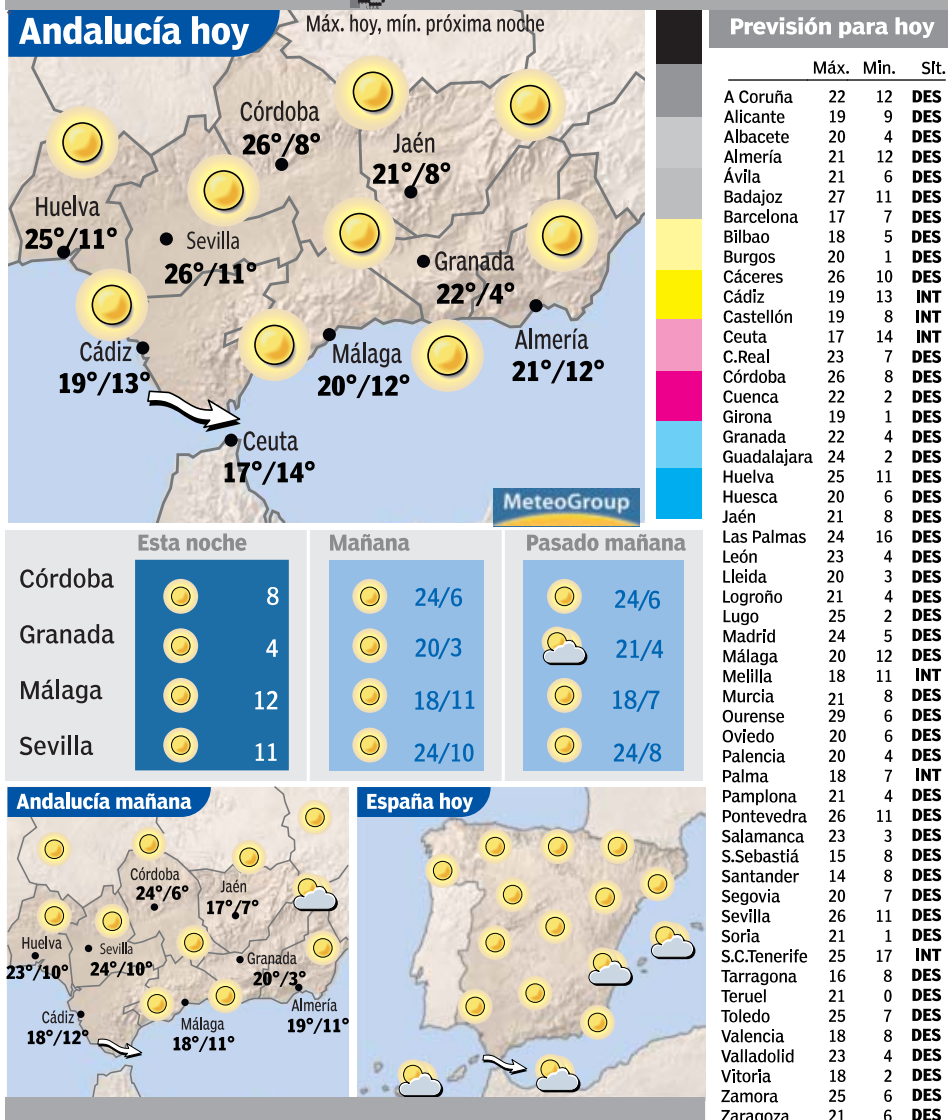 Andalucía hoy
Máx. hoy, mín. próxima noche
Córdoba
26°/8°
Jaén
21°/8°
Huelva
25°/11°
Sevilla
26°/11°
Granada
22°/4°
Cádiz
19°/13°
Málaga
20°/12°
Almería
21°/12°
Ceuta
17°/14°
MeteoGroup
Esta noche Mañana Pasado mañana
Córdoba 8 24/6 24/6
Granada 4 20/3 21/4
Málaga 12 18/11 18/7
Sevilla 11 24/10 24/8
Andalucía mañana
Córdoba
24°/6°
Jaén
17°/7°
Huelva
23°/10°
Sevilla
24°/10°
Granada
20°/3°
Cádiz
18°/12°
Málaga
18°/11°
Almería
19°/11°
España hoy
Previsión para hoy
Máx. Min. Sit.
A Coruña 22 12 DES
Alicante 19 9 DES
Albacete 20 4 DES
Almería 21 12 DES
Ávila 21 6 DES
Badajoz 27 11 DES
Barcelona 17 7 DES
Bilbao 18 5 DES
Burgos 20 1 DES
Cáceres 26 10 DES
Cádiz 19 13 INT
Castellón 19 8 INT
Ceuta 17 14 INT
C.Real 23 7 DES
Córdoba 26 8 DES
Cuenca 22 2 DES
Girona 19 1 DES
Granada 22 4 DES
Guadalajara 24 2 DES
Huelva 25 11 DES
Huesca 20 6 DES
Jaén 21 8 DES
Las Palmas 24 16 DES
León 23 4 DES
Lleida 20 3 DES
Logroño 21 4 DES
Lugo 25 2 DES
Madrid 24 5 DES
Málaga 20 12 DES
Melilla 18 11 INT
Murcia 21 8 DES
Ourense 29 6 DES
Oviedo 20 6 DES
Palencia 20 4 DES
Palma 18 7 INT
Pamplona 21 4 DES
Pontevedra 26 11 DES
Salamanca 23 3 DES
S.Sebastiá 15 8 DES
Santander 14 8 DES
Segovia 20 7 DES
Sevilla 26 11 DES
Soria 21 1 DES
S.C.Tenerife 25 17 INT
Tarragona 16 8 DES
Teruel 21 0 DES
Toledo 25 7 DES
Valencia 18 8 DES
Valladolid 23 4 DES
Vitoria 18 2 DES
Zamora 25 6 DES
Zaragoza 21 6 DES